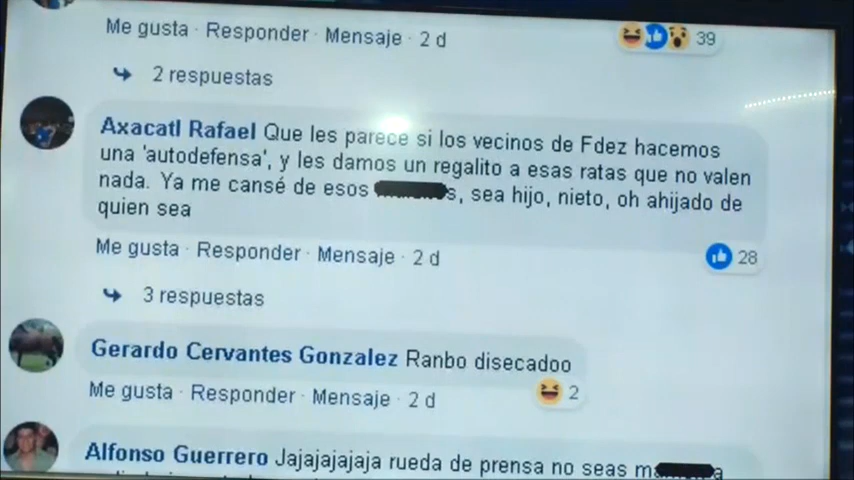 Me gusta · Responder · Mensaje · 2 d
39
2 respuestas
Axacatl Rafael Que les parece si los vecinos de Fdez hacemos
una 'autodefensa', y les damos un regalito a esas ratas que no valen
nada. Ya me cansé de esos s, sea hijo, nieto, oh ahijado de
quien sea
Me gusta · Responder · Mensaje · 2 d
28
3 respuestas
Gerardo Cervantes Gonzalez Ranbo disecadoo
Me gusta · Responder · Mensaje · 2 d
2
Alfonso Guerrero Jajajajajaja rueda de prensa no seas m a